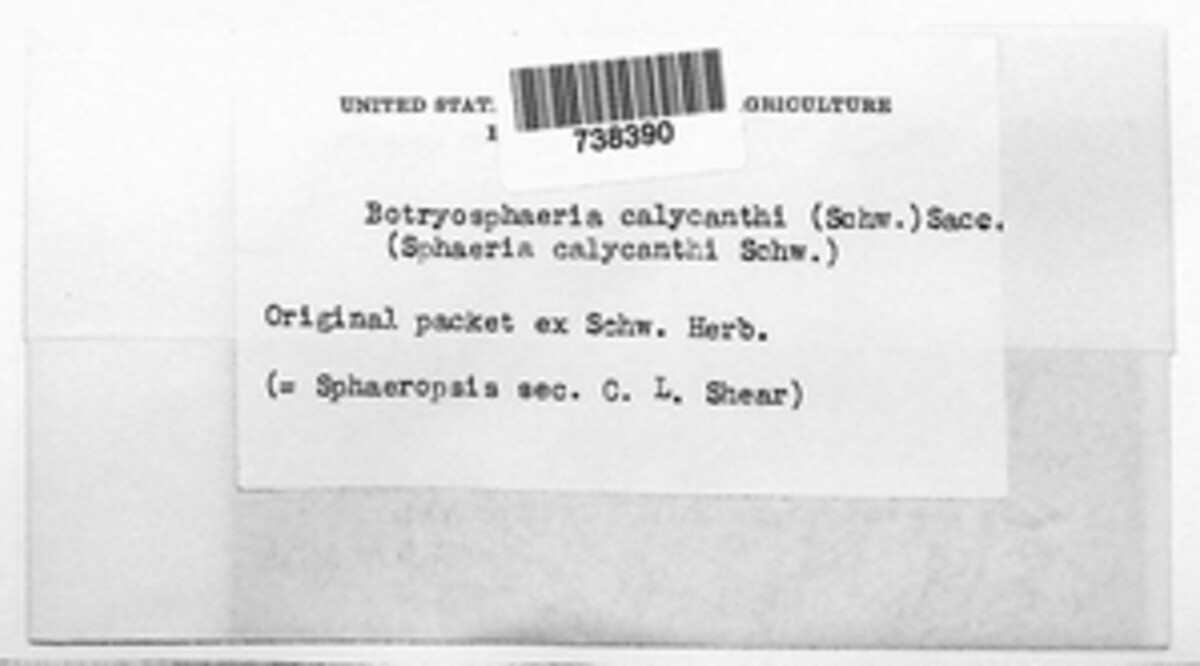 UNITED STAT. GRICULTURE
738390
Botryosphaeria calycanthi (Schw.)Sacc.
(Sphaeria calycanthi Schw.)
Original packet ex Schw. Herb.
(= Sphaeropsis sec. C. L. Shear)